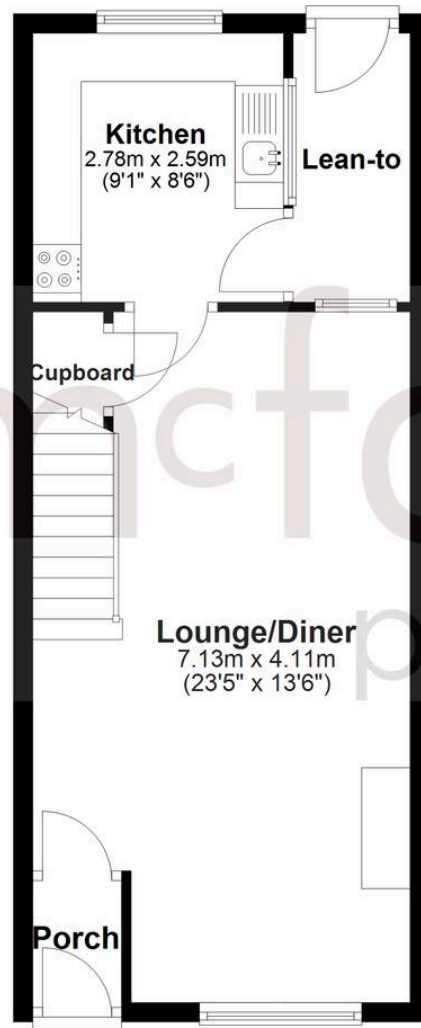 Kitchen
2.78m x 2.59m
(9'1" x 8'6")
Lean-to
Cupboard
mcfa
Lounge/Diner
7.13m x 4.11m
(23'5" x 13'6")
p
Porch